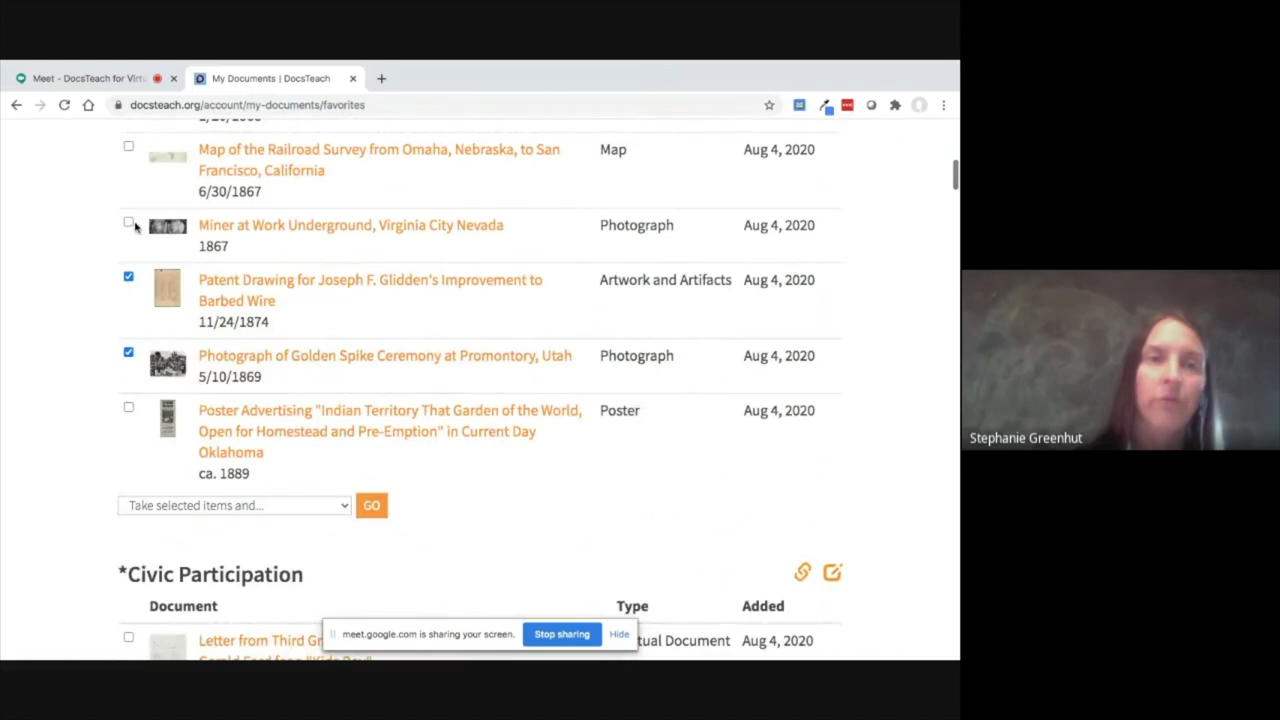 Meet - DocsTeach for Virtu
My Documents | DocsTeach
docsteach.org/account/my-documents/favorites
Map of the Railroad Survey from Omaha, Nebraska, to San Map Aug 4, 2020
Francisco, California
6/30/1867
Miner at Work Underground, Virginia City Nevada Photograph Aug 4, 2020
1867
Patent Drawing for Joseph F. Glidden's Improvement to Artwork and Artifacts Aug 4, 2020
Barbed Wire
11/24/1874
Photograph of Golden Spike Ceremony at Promontory, Utah Photograph Aug 4, 2020
5/10/1869
Poster Advertising "Indian Territory That Garden of the World, Poster Aug 4, 2020
Open for Homestead and Pre-Emption" in Current Day
Oklahoma
ca. 1889
Take selected items and... GO
*Civic Participation
Document Type Added
Letter from Third Gr tual Document Aug 4, 2020
meet.google.com is sharing your screen. Stop sharing Hide
Stephanie Greenhut